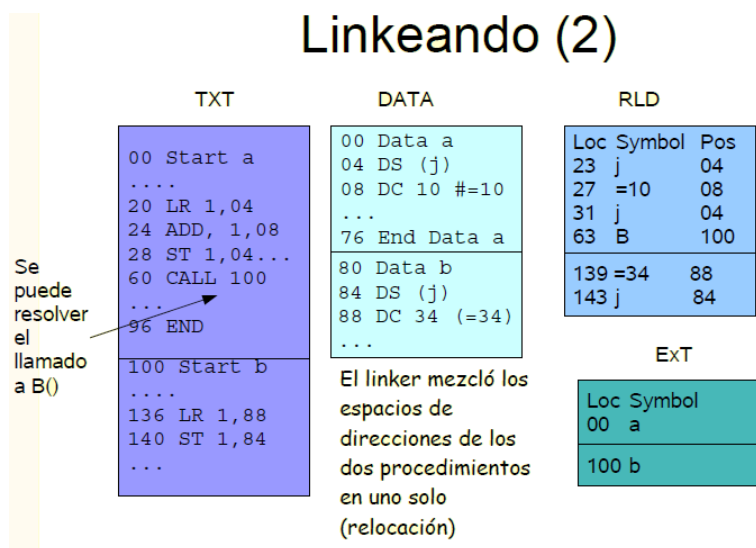 Linkeando (2)
TXT
00 Start a
....
20 LR 1,04
24 ADD, 1,08
28 ST 1,04...
60 CALL 100
...
96 END
100 Start b
....
136 LR 1,88
140 ST 1,84
...
Se
puede
resolver
el
llamado
a B()
DATA
00 Data a
04 DS (j)
08 DC 10 #=10
...
76 End Data a
80 Data b
84 DS (j)
88 DC 34 (=34)
...
El linker mezcló los
espacios de
direcciones de los
dos procedimientos
en uno solo
(relocación)
RLD
Loc Symbol Pos
23 j 04
27 =10 08
31 j 04
63 B 100
139 =34 88
143 j 84
ExT
Loc Symbol
00 a
100 b